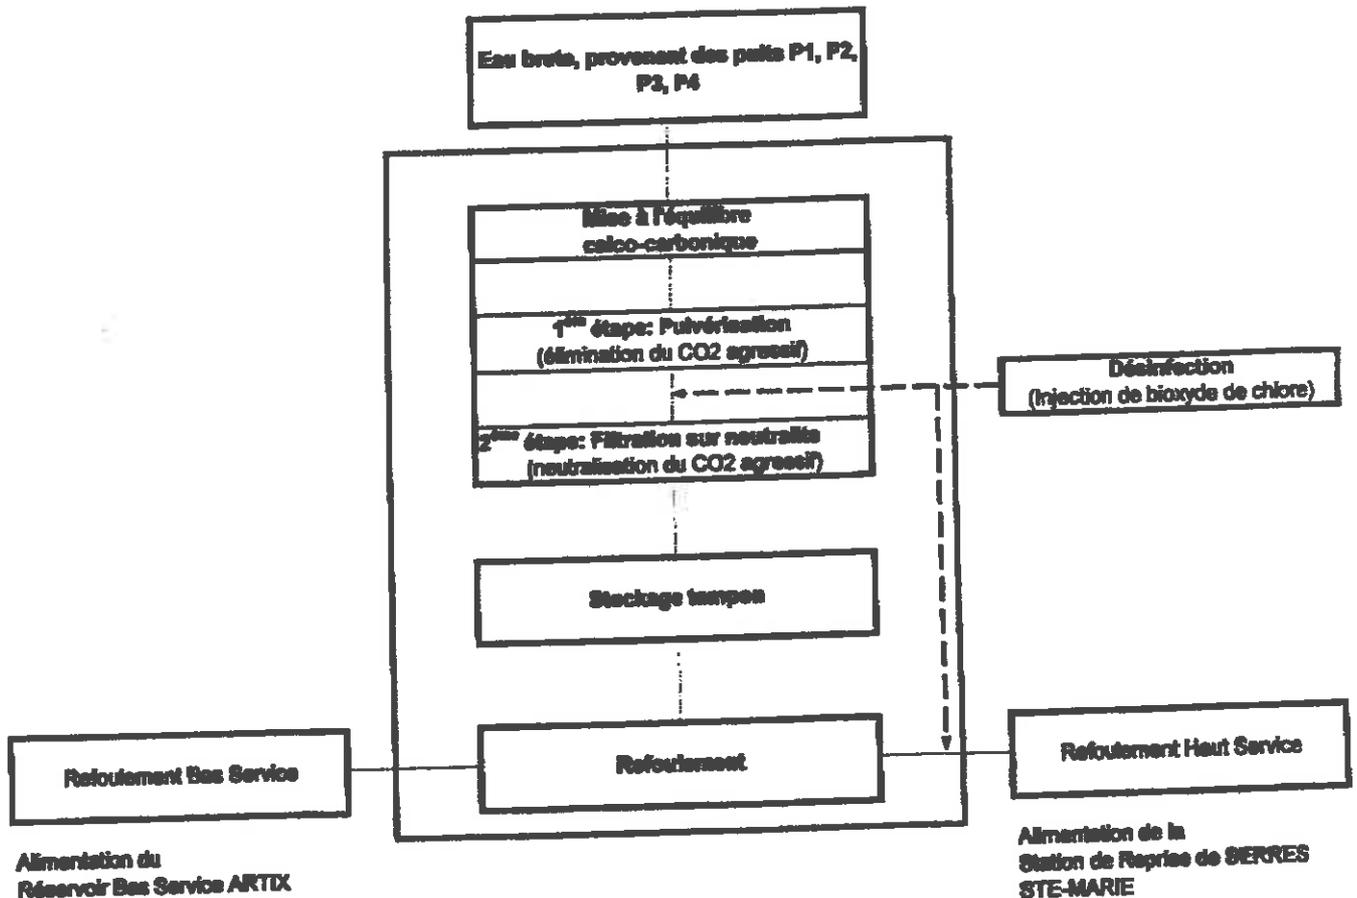 Eau brute, provenant des puits P1, P2,
P3, P4
Mise à l'équilibre
calco-carbonique
1ère étape: Pulvérisation
(élimination du CO2 agressif)
Désinfection
(Injection de bioxyde de chlore)
2ème étape: Filtration sur neutralite
(neutralisation du CO2 agressif)
Stockage tampon
Refoulement Bas Service
Refoulement
Refoulement Haut Service
Alimentation du
Réservoir Bas Service ARTIX
Alimentation de la
Station de Reprise de SERRES
STE-MARIE